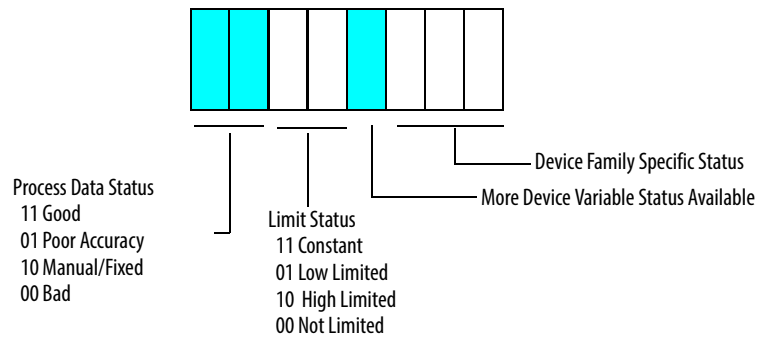 Device Family Specific Status
More Device Variable Status Available
Process Data Status
11 Good
01 Poor Accuracy
10 Manual/Fixed
00 Bad
Limit Status
11 Constant
01 Low Limited
10 High Limited
00 Not Limited